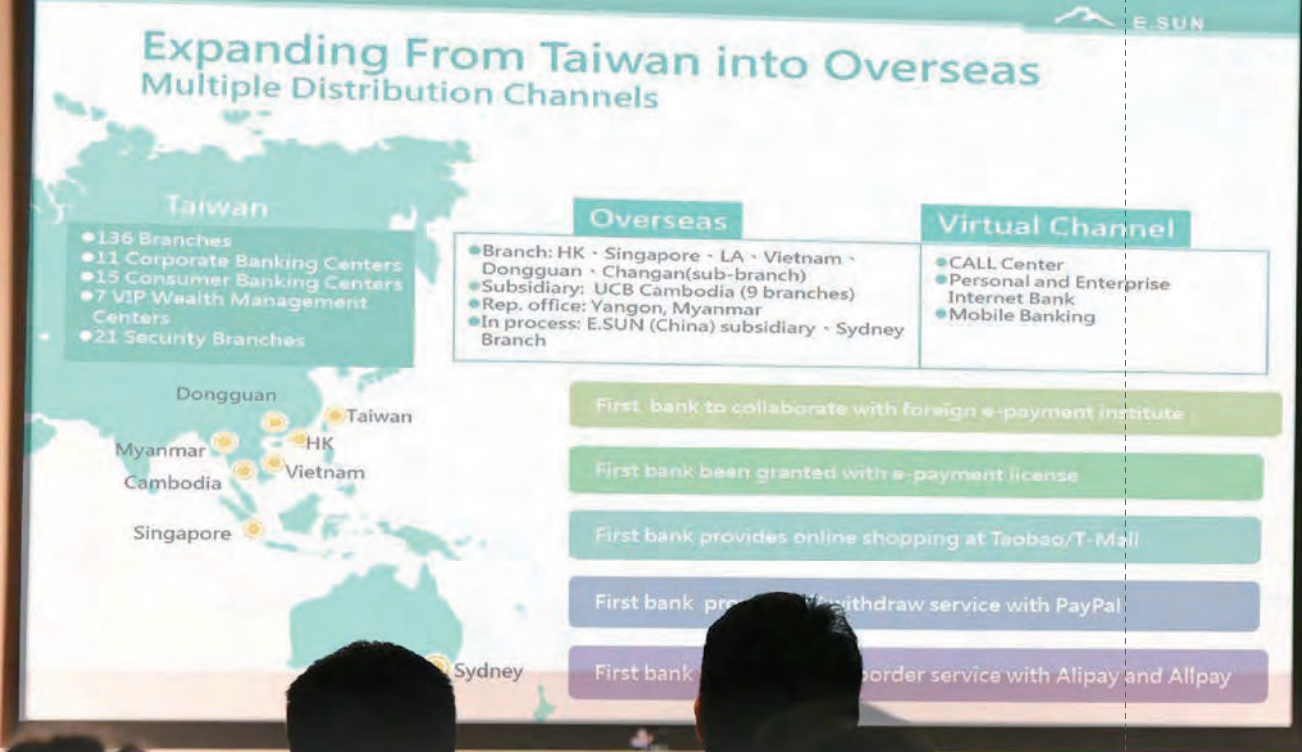 E.SUN
Expanding From Taiwan into Overseas
Multiple Distribution Channels
Taiwan
●136 Branches
●11 Corporate Banking Centers
●15 Consumer Banking Centers
●7 VIP Wealth Management
Centers
●21 Security Branches
Overseas
●Branch: HK、Singapore、LA、Vietnam、
Dongguan、Changan(sub-branch)
●Subsidiary: UCB Cambodia (9 branches)
●Rep. office: Yangon, Myanmar
●In process: E.SUN (China) subsidiary、Sydney
Branch
Virtual Channel
●CALL Center
●Personal and Enterprise
Internet Bank
●Mobile Banking
Dongguan
Taiwan
HK
Myanmar
Vietnam
Cambodia
Singapore
Sydney
First bank to collaborate with foreign e-payment institute
First bank been granted with e-payment license
First bank provides online shopping at Taobao/T-Mall
First bank withdraw service with PayPal
First bank border service with Alipay and Allpay